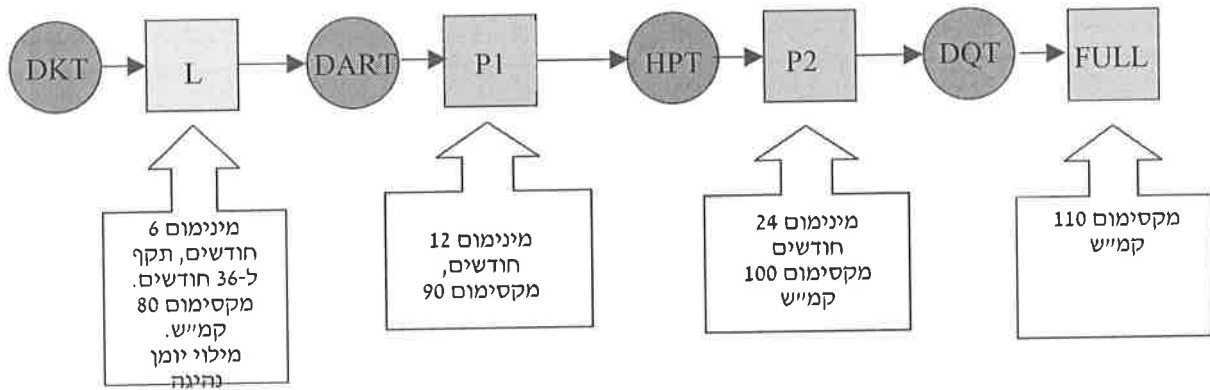 DKT
L
DART
P1
HPT
P2
DQT
FULL
מינימום 6
חודשים, תקף
ל-36 חודשים.
מקסימום 80
קמ״ש.
מילוי יומן
נהיגה
מינימום 12
חודשים,
מקסימום 90
מינימום 24
חודשים
מקסימום 100
קמ״ש
מקסימום 110
קמ״ש